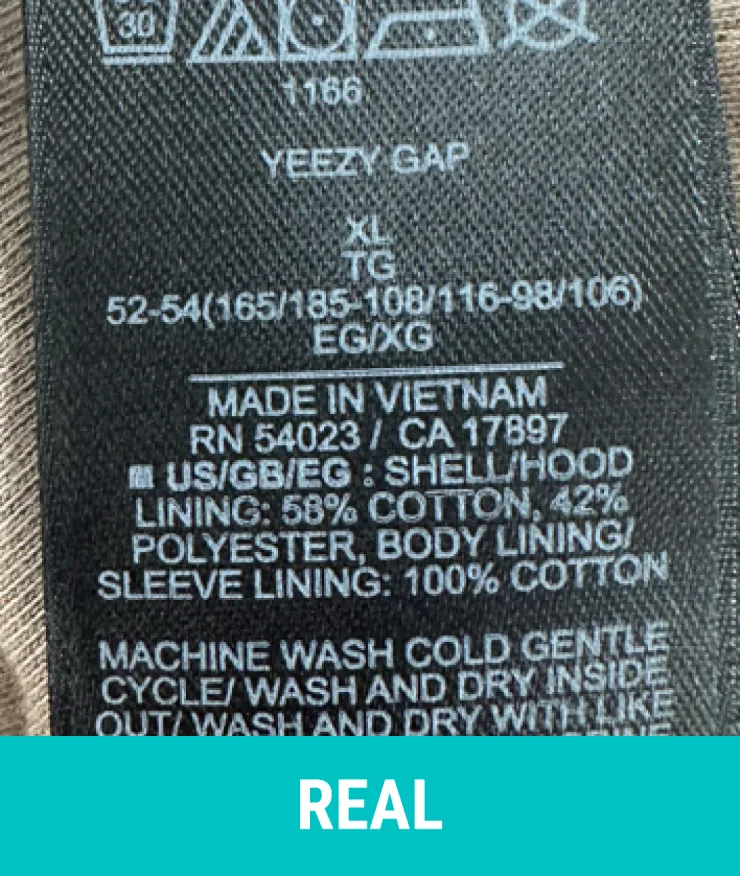 30
1166
YEEZY GAP
XL
TG
52-54(165/185-108/116-98/106)
EG/XG
MADE IN VIETNAM
RN 54023 / CA 17897
US/GB/EG : SHELL/HOOD
LINING: 58% COTTON, 42%
POLYESTER, BODY LINING/
SLEEVE LINING: 100% COTTON
MACHINE WASH COLD GENTLE
CYCLE/ WASH AND DRY INSIDE
OUT/ WASH AND DRY WITH LIKE
REAL